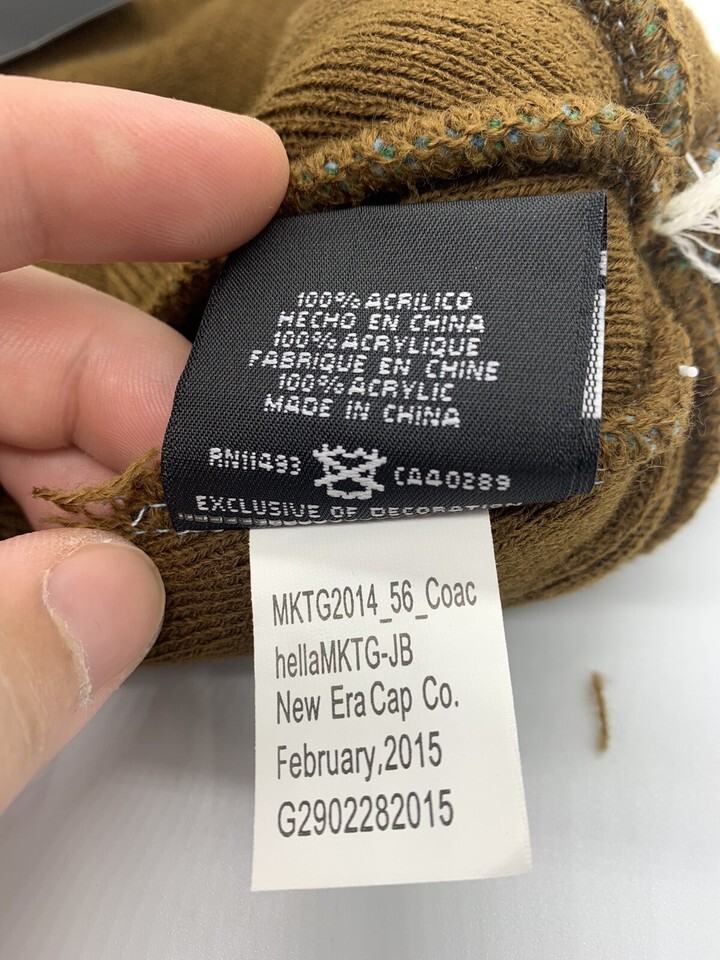 100% ACRILICO
HECHO EN CHINA
100% ACRYLIQUE
FABRIQUE EN CHINE
100% ACRYLIC
MADE IN CHINA
RN11493 CA40289
EXCLUSIVE OF DECORATION
MKTG2014_56_Coac
hellaMKTG-JB
New Era Cap Co.
February,2015
G2902282015